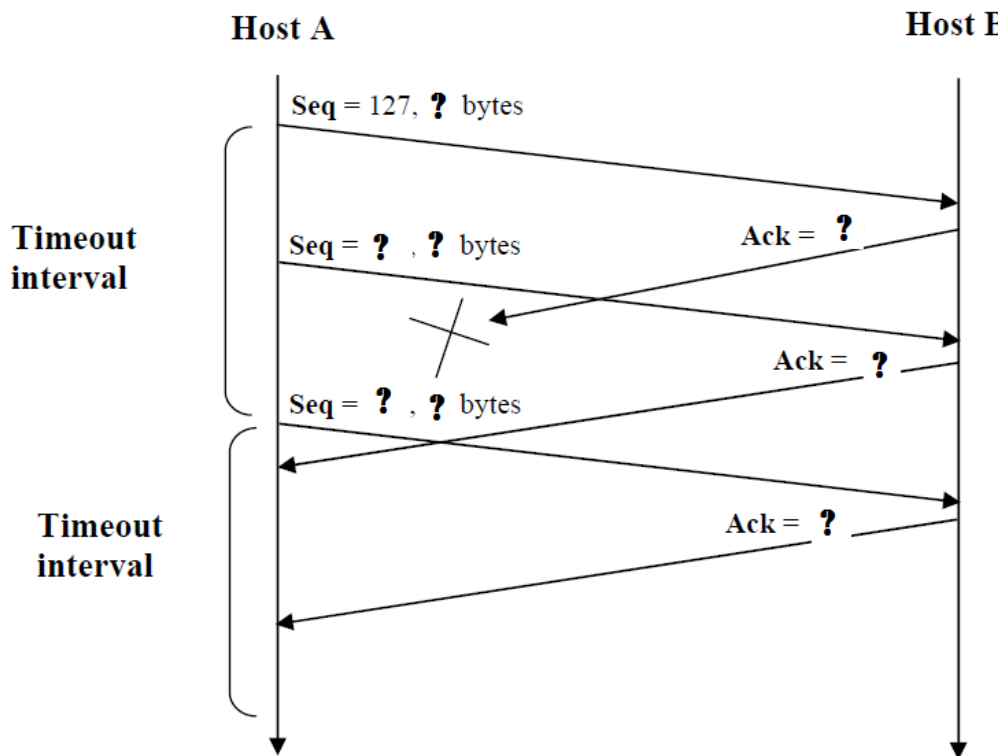 Host A
Host B
Seq = 127, ? bytes
Timeout interval
Seq = ? , ? bytes
Ack = ?
Ack = ?
Seq = ? , ? bytes
Timeout interval
Ack = ?